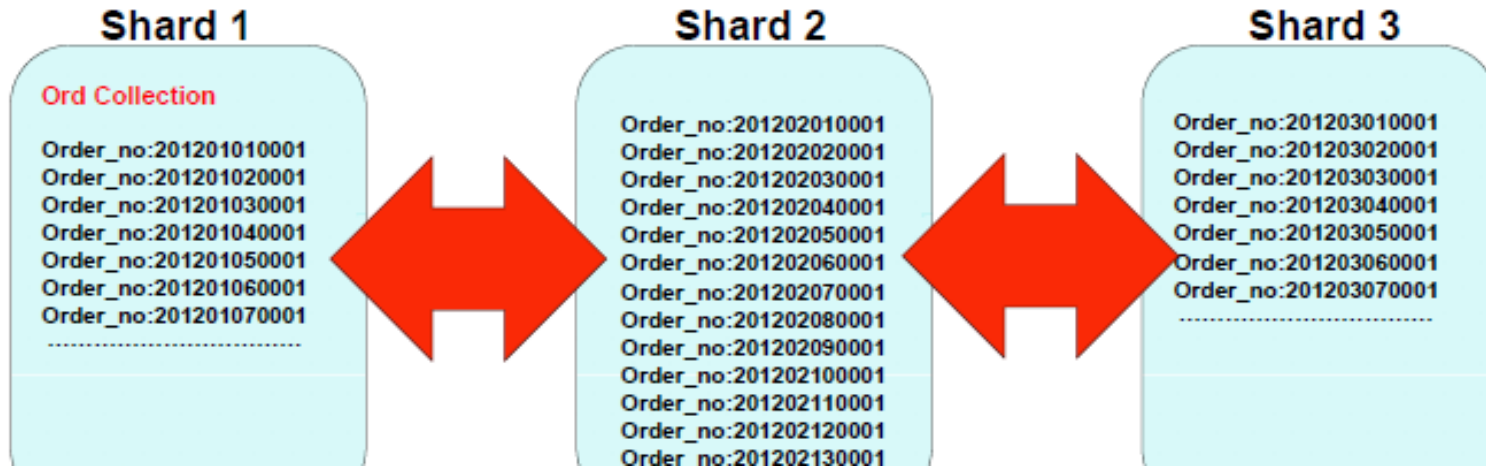 Shard 1
Ord Collection
Order_no:201201010001
Order_no:201201020001
Order_no:201201030001
Order_no:201201040001
Order_no:201201050001
Order_no:201201060001
Order_no:201201070001
Shard 2
Order_no:201202010001
Order_no:201202020001
Order_no:201202030001
Order_no:201202040001
Order_no:201202050001
Order_no:201202060001
Order_no:201202070001
Order_no:201202080001
Order_no:201202090001
Order_no:201202100001
Order_no:201202110001
Order_no:201202120001
Order_no:201202130001
Shard 3
Order_no:201203010001
Order_no:201203020001
Order_no:201203030001
Order_no:201203040001
Order_no:201203050001
Order_no:201203060001
Order_no:201203070001